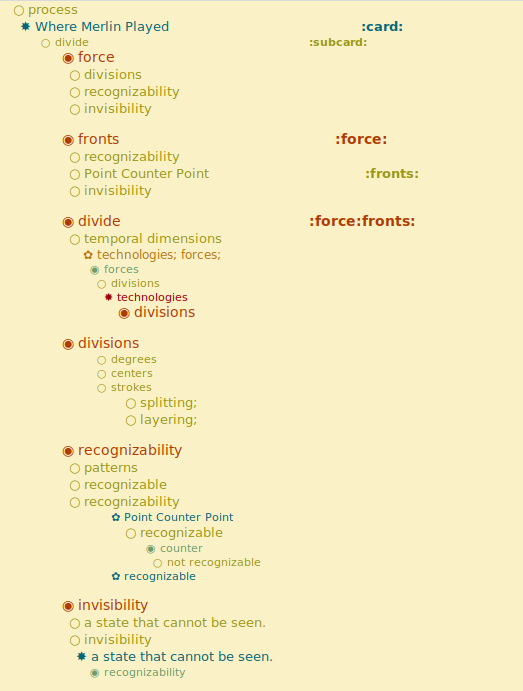 process
Where Merlin Played :card:
divide :subcard:
force
divisions
recognizability
invisibility
fronts :force:
recognizability
Point Counter Point :fronts:
invisibility
divide :force:fronts:
temporal dimensions
technologies; forces;
forces
divisions
technologies
divisions
divisions
degrees
centers
strokes
splitting;
layering;
recognizability
patterns
recognizable
recognizability
Point Counter Point
recognizable
counter
not recognizable
recognizable
invisibility
a state that cannot be seen.
invisibility
a state that cannot be seen.
recognizability